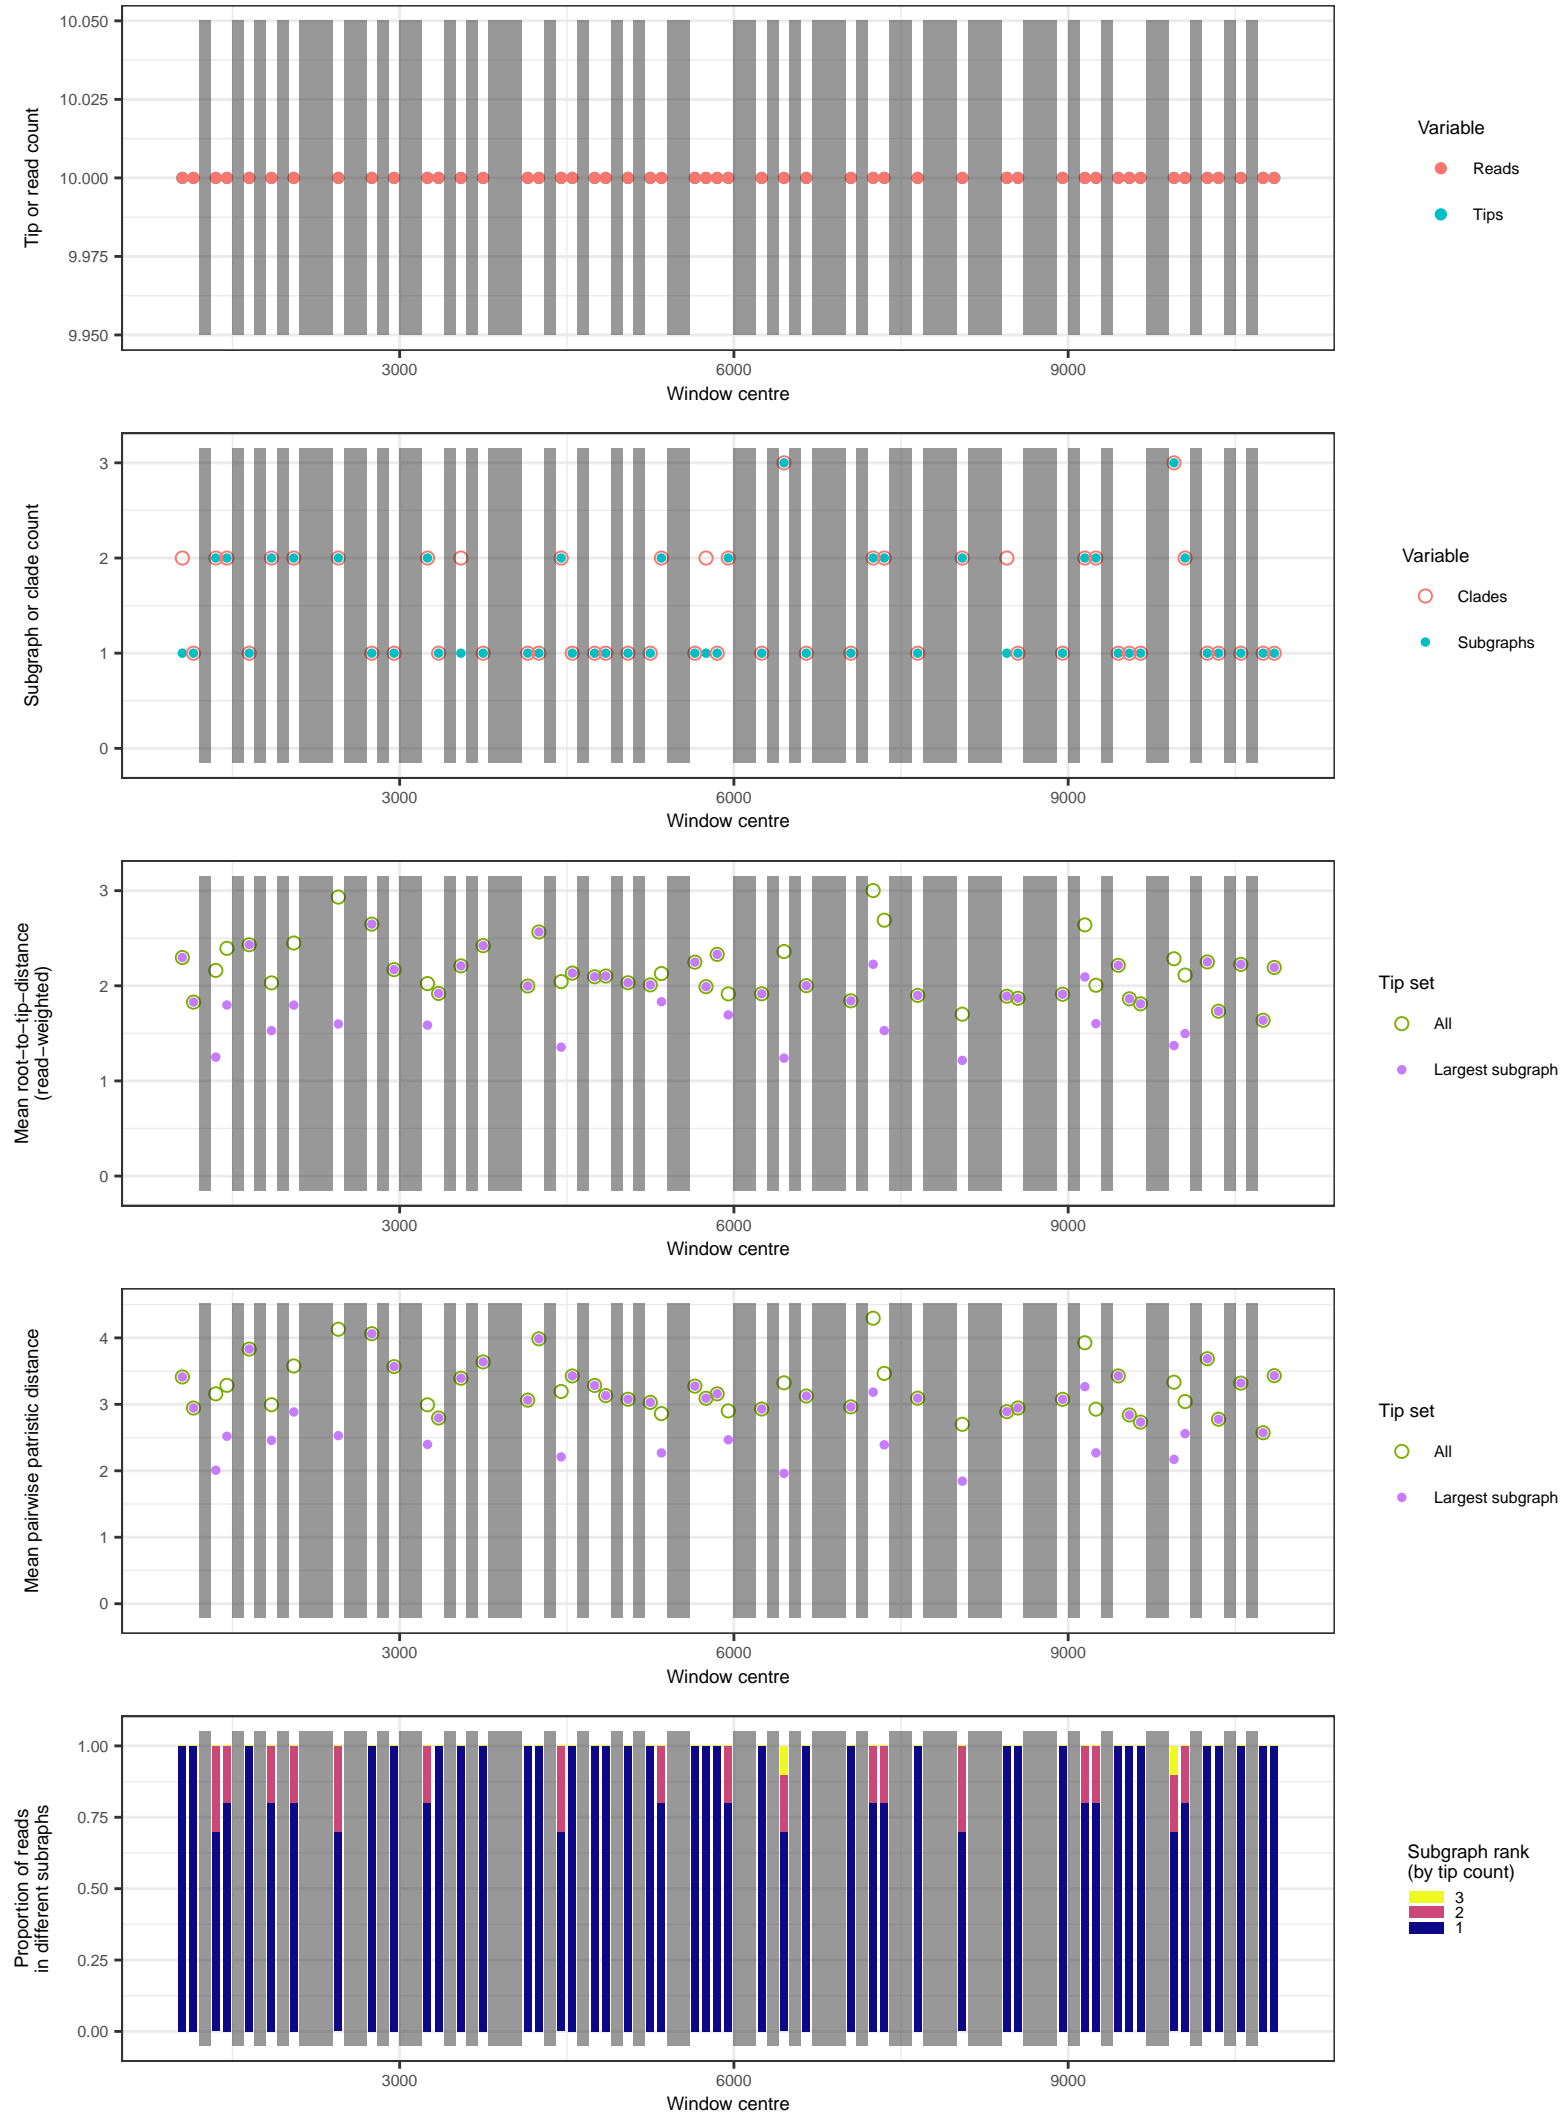 10.050
10.025
10.000
9.975
9.950
Tip or read count
3000
6000
9000
Window centre
Variable
Reads
Tips
3
2
1
0
Subgraph or clade count
3000
6000
9000
Window centre
Variable
Clades
Subgraphs
3
2
1
0
Mean root−to−tip−distance
(read−weighted)
3000
6000
9000
Window centre
Tip set
All
Largest subgraph
4
3
2
1
0
Mean pairwise patristic distance
3000
6000
9000
Window centre
Tip set
All
Largest subgraph
1.00
0.75
0.50
0.25
0.00
Proportion of reads
in different subraphs
3000
6000
9000
Window centre
Subgraph rank
(by tip count)
3
2
1